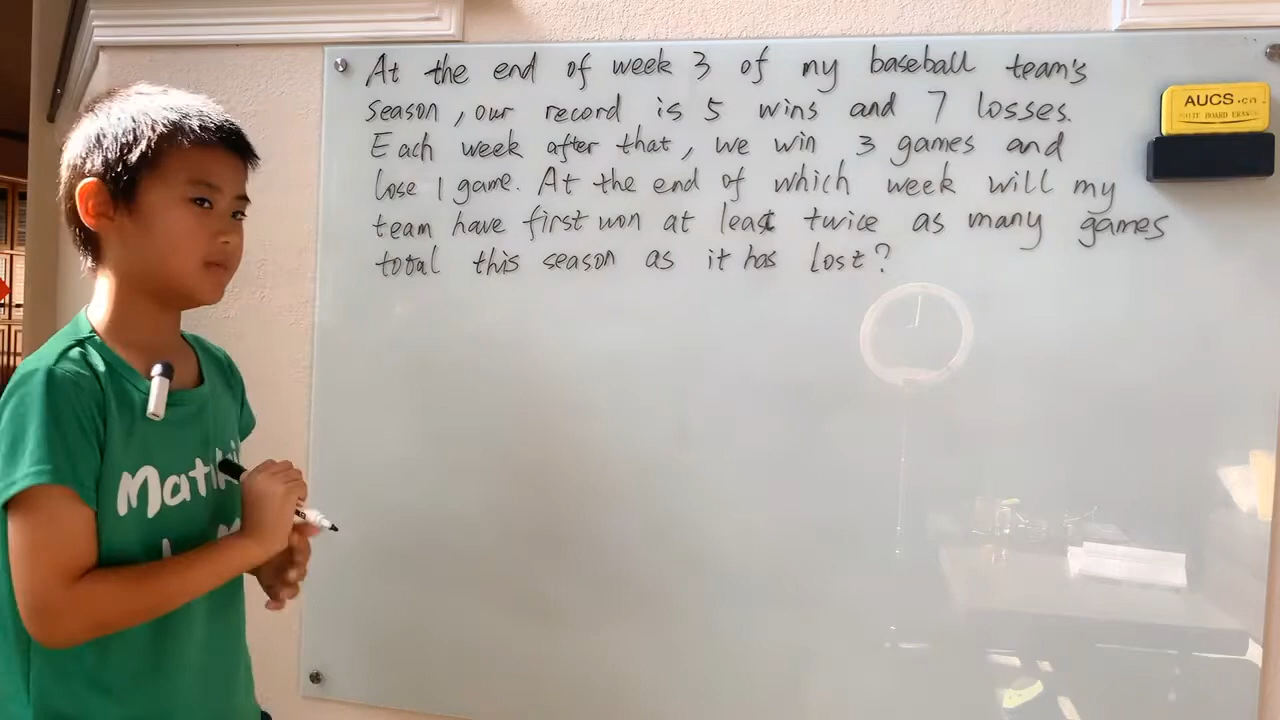 At the end of week 3 of my baseball team's
season, our record is 5 wins and 7 losses.
Each week after that, we win 3 games and
lose 1 game. At the end of which week will my
team have first won at least twice as many games
total this season as it has lost?
AUCS.cn
Mathk